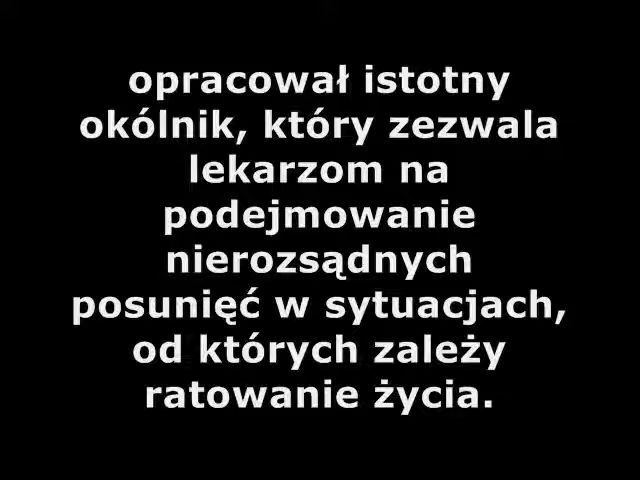 opracował istotny
okólnik, który zezwala
lekarzom na
podejmowanie
nierozsądnych
posunięć w sytuacjach,
od których zależy
ratowanie życia.